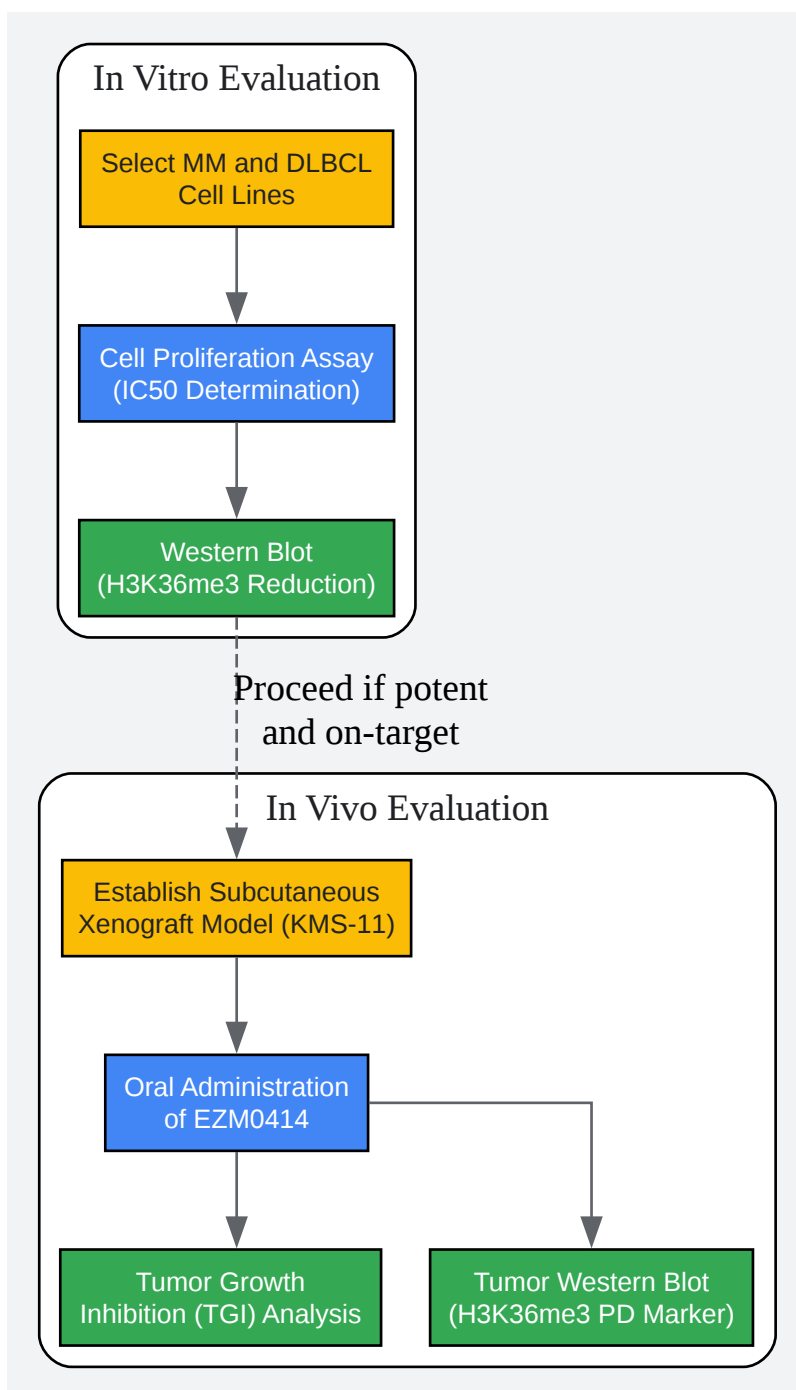 In Vitro Evaluation
Select MM and DLBCL
Cell Lines
Cell Proliferation Assay
(IC50 Determination)
Western Blot
(H3K36me3 Reduction)
Proceed if potent
and on-target
In Vivo Evaluation
Establish Subcutaneous
Xenograft Model (KMS-11)
Oral Administration
of EZM0414
Tumor Growth
Inhibition (TGI) Analysis
Tumor Western Blot
(H3K36me3 PD Marker)